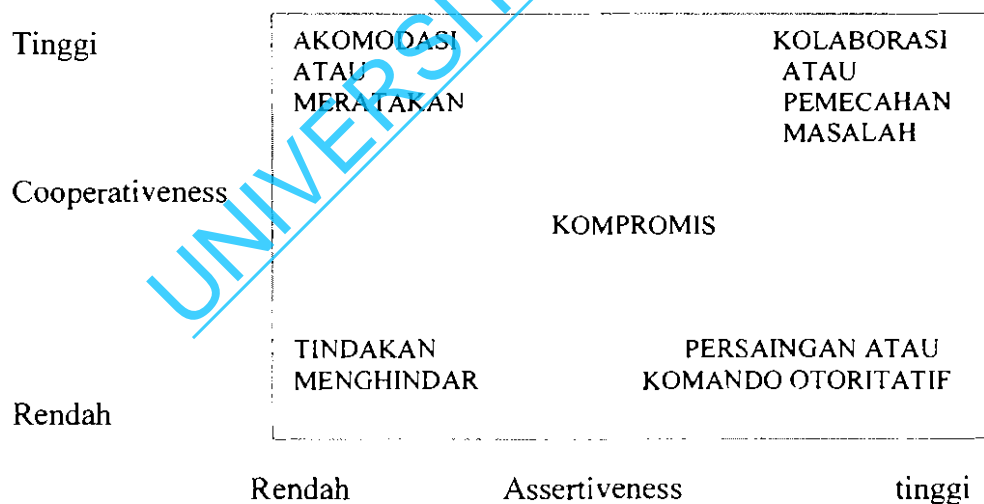 Tinggi
AKOMODASI
ATAU
MERATAKAN
KOLABORASI
ATAU
PEMECAHAN
MASALAH
Cooperativeness
KOMPROMIS
TINDAKAN
MENGHINDAR
PERSAINGAN ATAU
KOMANDO OTORITATIF
Rendah
Rendah Assertiveness tinggi
UNIVERSIT